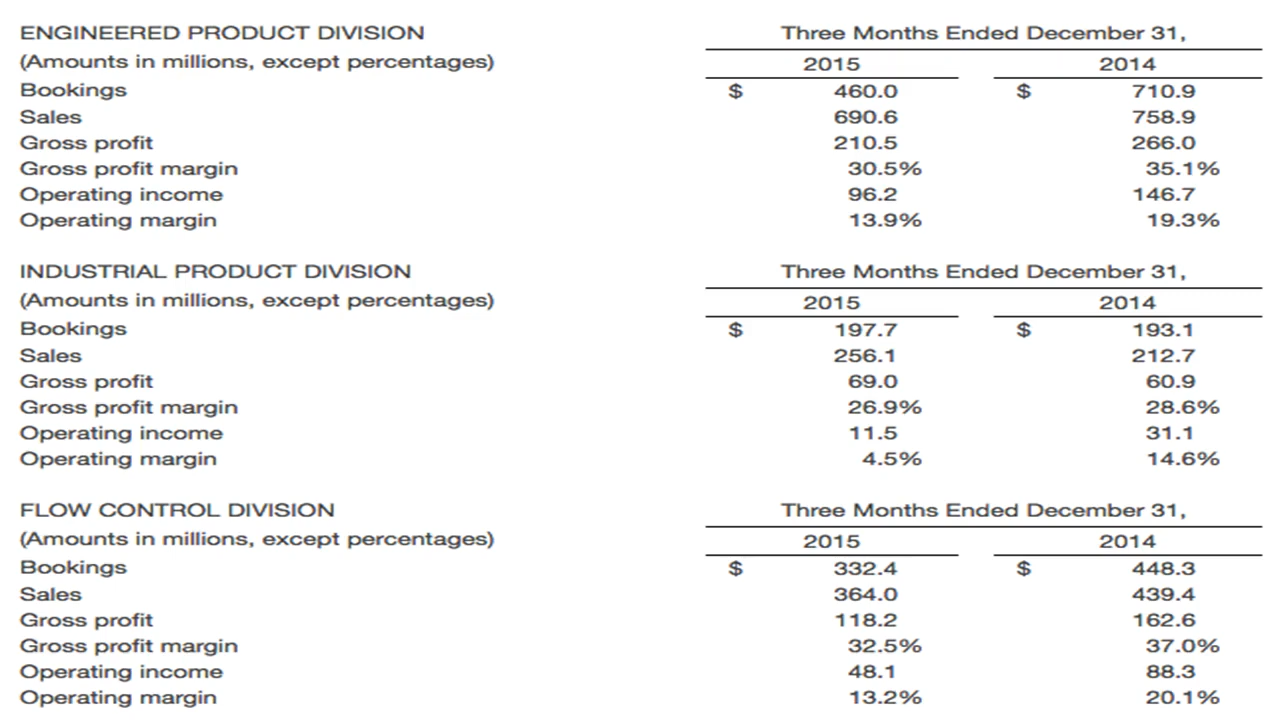 ENGINEERED PRODUCT DIVISION Three Months Ended December 31,
(Amounts in millions, except percentages) 2015 2014
Bookings $ 460.0 $ 710.9
Sales 690.6 758.9
Gross profit 210.5 266.0
Gross profit margin 30.5% 35.1%
Operating income 96.2 146.7
Operating margin 13.9% 19.3%
INDUSTRIAL PRODUCT DIVISION Three Months Ended December 31,
(Amounts in millions, except percentages) 2015 2014
Bookings $ 197.7 $ 193.1
Sales 256.1 212.7
Gross profit 69.0 60.9
Gross profit margin 26.9% 28.6%
Operating income 11.5 31.1
Operating margin 4.5% 14.6%
FLOW CONTROL DIVISION Three Months Ended December 31,
(Amounts in millions, except percentages) 2015 2014
Bookings $ 332.4 $ 448.3
Sales 364.0 439.4
Gross profit 118.2 162.6
Gross profit margin 32.5% 37.0%
Operating income 48.1 88.3
Operating margin 13.2% 20.1%